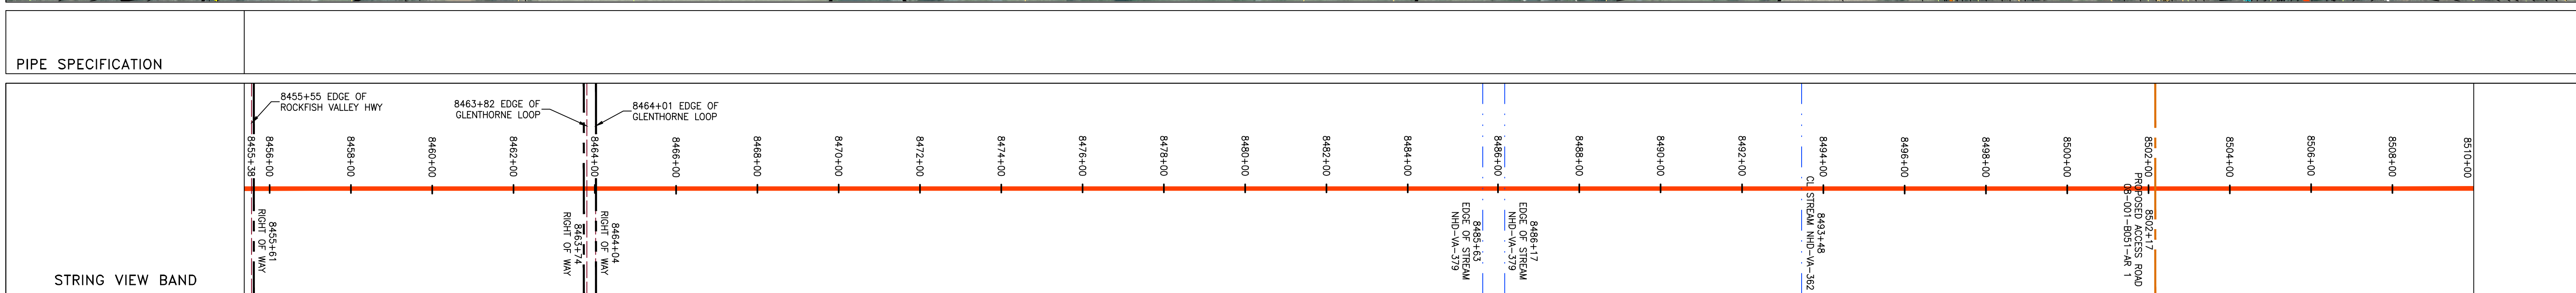 PIPE SPECIFICATION
8455+55 EDGE OF
ROCKFISH VALLEY HWY
8463+82 EDGE OF
GLENTHORNE LOOP
8464+01 EDGE OF
GLENTHORNE LOOP
8455+38
8456+00
8458+00
8460+00
8462+00
8464+00
8466+00
8468+00
8470+00
8472+00
8474+00
8476+00
8478+00
8480+00
8482+00
8484+00
8486+00
8488+00
8490+00
8492+00
8494+00
8496+00
8498+00
8500+00
8502+00
8504+00
8506+00
8508+00
8510+00
8455+61
RIGHT OF WAY
8463+74
RIGHT OF WAY
8464+04
RIGHT OF WAY
8485+63
EDGE OF STREAM
NHD-VA-379
8486+17
EDGE OF STREAM
NHD-VA-379
8493+48
CL STREAM NHD-VA-362
8502+17
PROPOSED ACCESS ROAD
08-001-B051-AR 1
STRING VIEW BAND